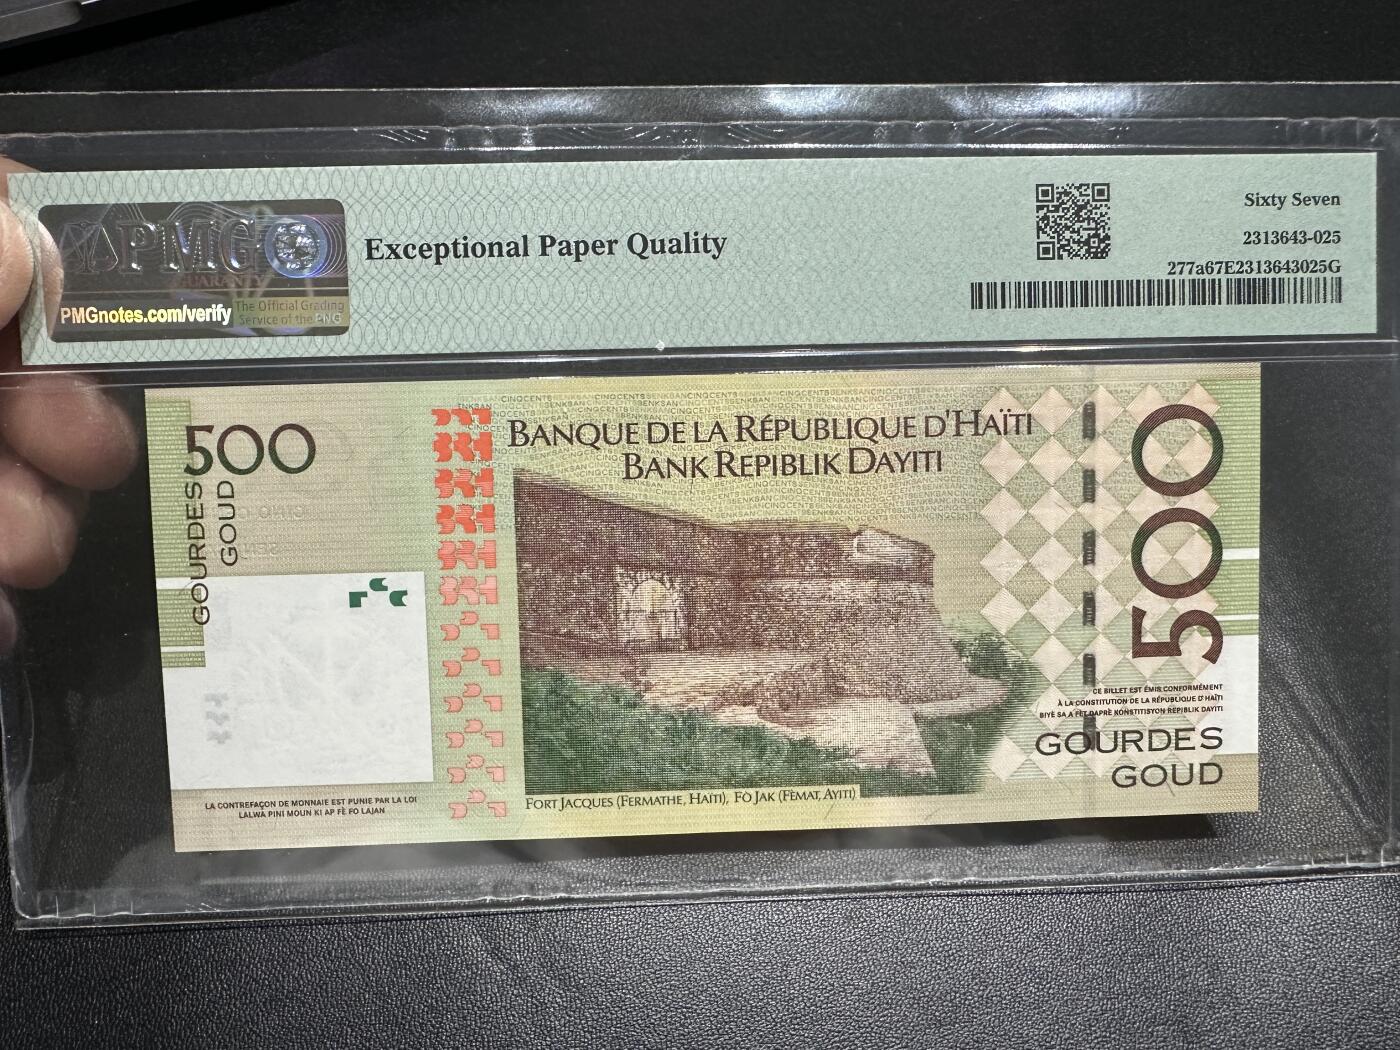 PMG
GUARANTY
PMGnotes.com/verify
The Official Grading
Service of the PNG
Exceptional Paper Quality
Sixty Seven
2313643-025
277a67E2313643025G
500
GOURDES
GOUD
BANQUE DE LA RÉPUBLIQUE D'HAÏTI
BANK REPIBLIK DAYITI
500
CE BILLET EST ÉMIS CONFORMÉMENT
À LA CONSTITUTION DE LA RÉPUBLIQUE D'HAÏTI
BIYÈ SA A FÈT DAPRÈ KONSTITISYON REPIBLIK DAYITI
GOURDES
GOUD
LA CONTREFAÇON DE MONNAIE EST PUNIE PAR LA LOI
LALWA PINI MOUN KI AP FÈ FO LAJAN
FORT JACQUES (FERMATHE, HAÏTI), FÒ JAK (FÈMAT, AYITI)